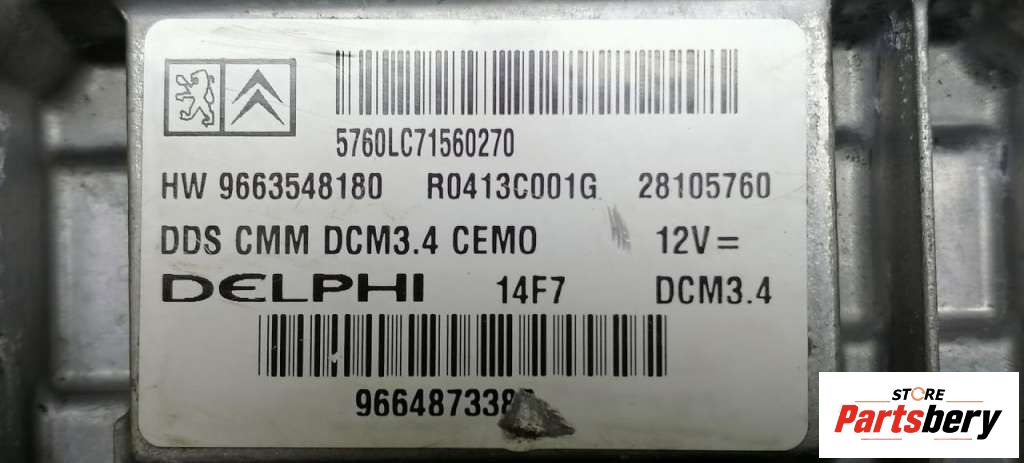 5760LC71560270
HW 9663548180 R0413C001G 28105760
DDS CMM DCM3.4 CEMO 12V=
DELPHI 14F7 DCM3.4
STORE
Partsbery